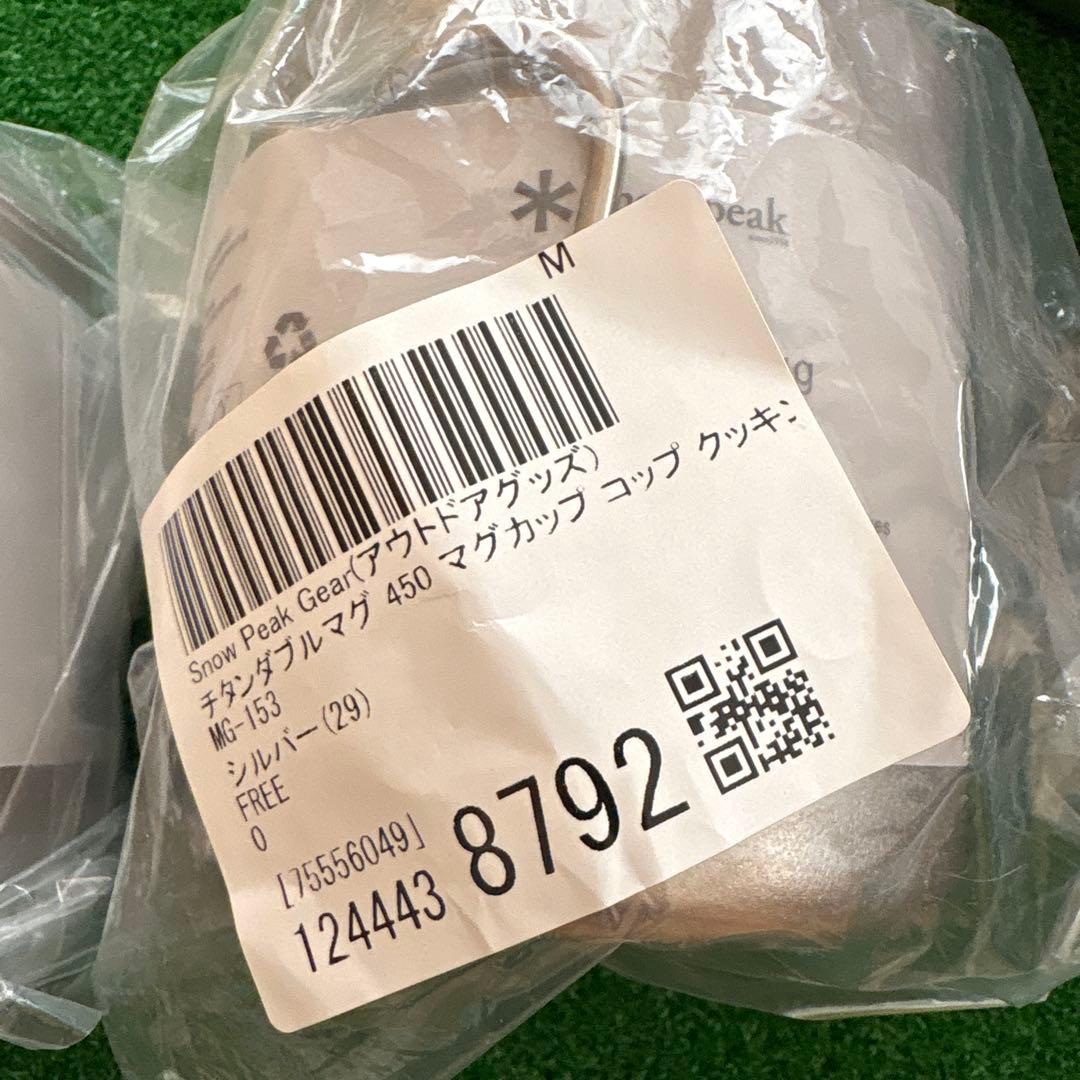 peak
M
Snow Peak Gear(アウトドアグッズ)
チタンダブルマグ 450 マグカップ コップ クッキン
MG-153
シルバー(29)
FREE
0
[75556049]
124443 8792